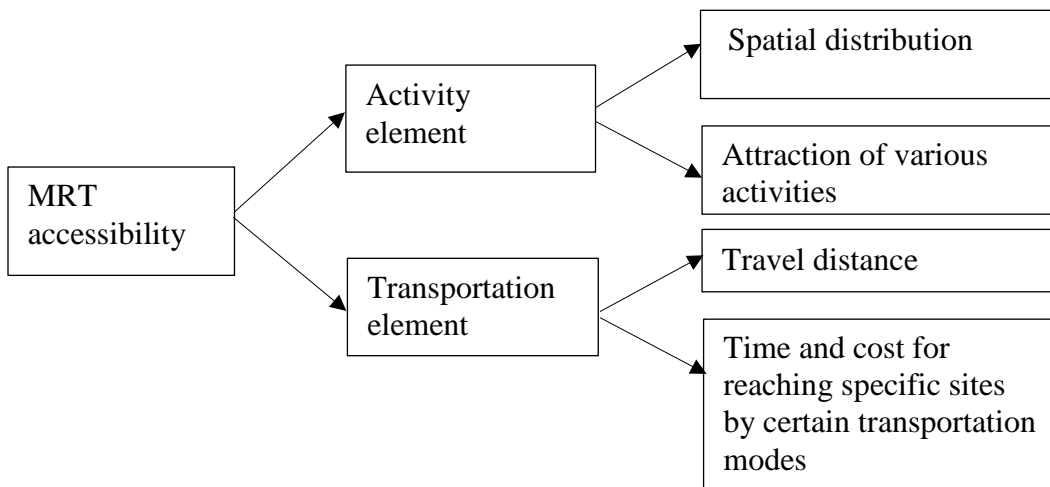 MRT
accessibility
Activity
element
Transportation
element
Spatial distribution
Attraction of various
activities
Travel distance
Time and cost for
reaching specific sites
by certain transportation
modes